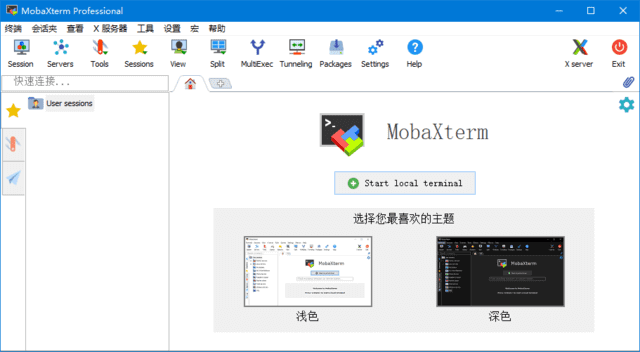 MobaXterm Professional
终端 会话夹 查看 X 服务器 工具 设置 宏 帮助
Session Servers Tools Sessions View Split MultiExec Tunneling Packages Settings Help X server Exit
快速连接...
User sessions
>_
MobaXterm
Start local terminal
选择您最喜欢的主题
MobaXterm MobaXterm
浅色 深色